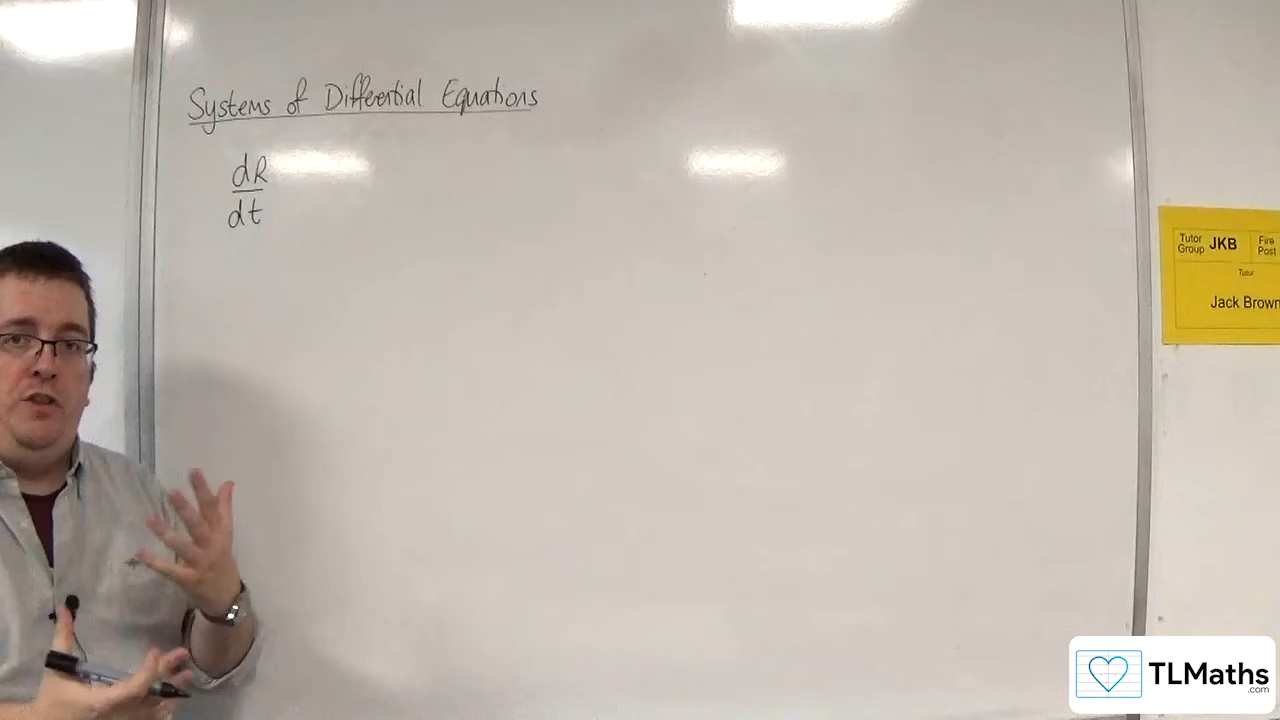 Systems of Differential Equations
dR
dt
Tutor Group JKB Fire Post
Tutor
Jack Brown
TLMaths
.com